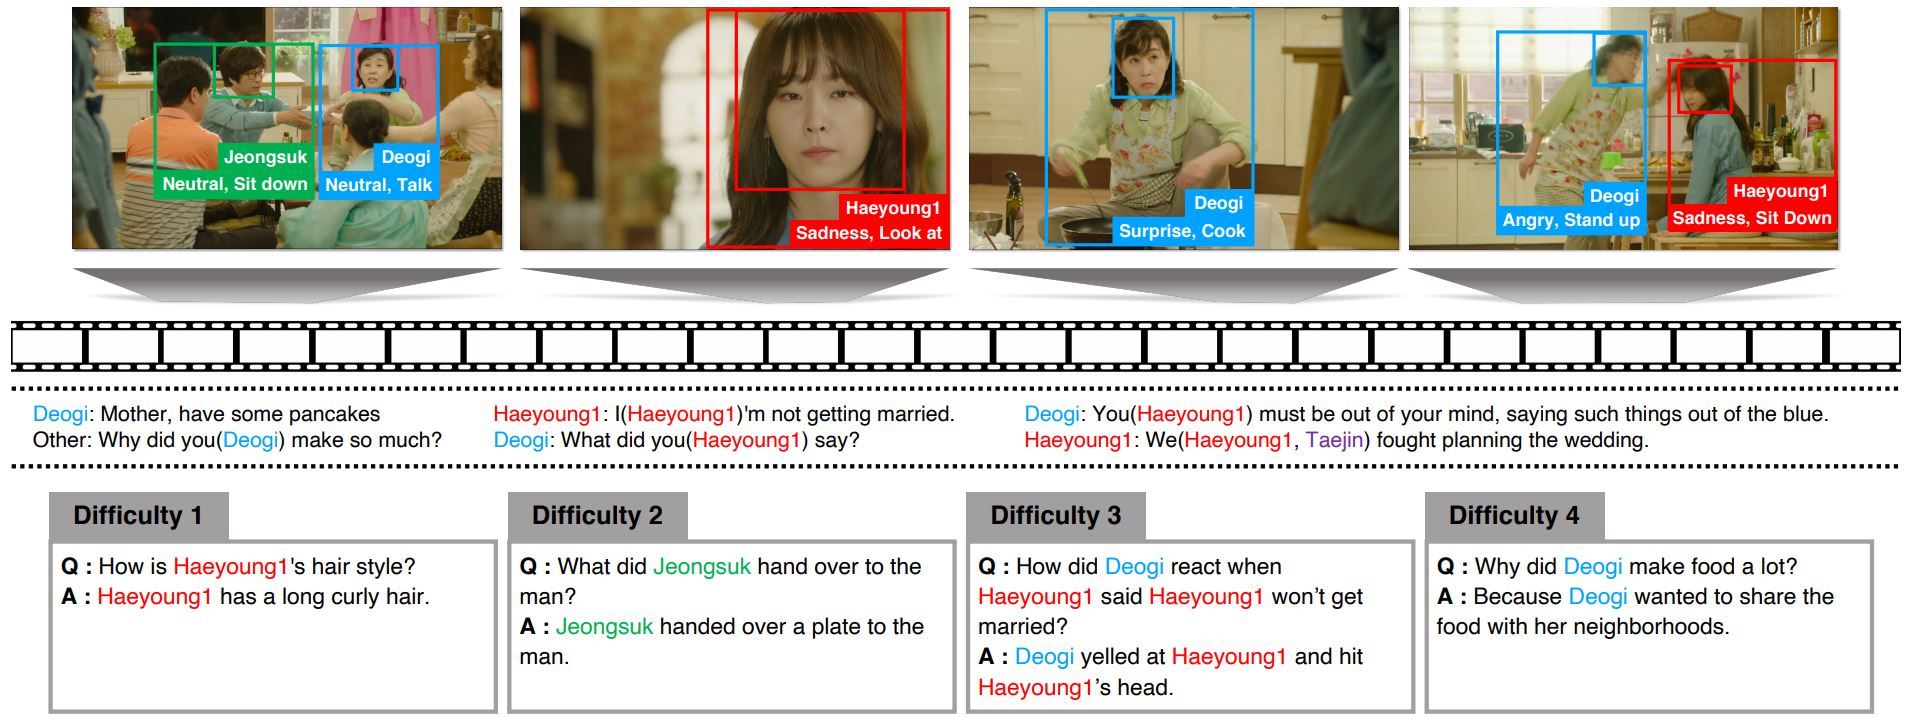 Jeongsuk
Neutral, Sit down
Deogi
Neutral, Talk
Haeyoung1
Sadness, Look at
Deogi
Surprise, Cook
Deogi
Angry, Stand up
Haeyoung1
Sadness, Sit Down
Deogi: Mother, have some pancakes
Other: Why did you(Deogi) make so much?
Haeyoung1: I(Haeyoung1)'m not getting married.
Deogi: What did you(Haeyoung1) say?
Deogi: You(Haeyoung1) must be out of your mind, saying such things out of the blue.
Haeyoung1: We(Haeyoung1, Taejin) fought planning the wedding.
Difficulty 1
Q : How is Haeyoung1's hair style?
A : Haeyoung1 has a long curly hair.
Difficulty 2
Q : What did Jeongsuk hand over to the
man?
A : Jeongsuk handed over a plate to the
man.
Difficulty 3
Q : How did Deogi react when
Haeyoung1 said Haeyoung1 won’t get
married?
A : Deogi yelled at Haeyoung1 and hit
Haeyoung1’s head.
Difficulty 4
Q : Why did Deogi make food a lot?
A : Because Deogi wanted to share the
food with her neighborhoods.